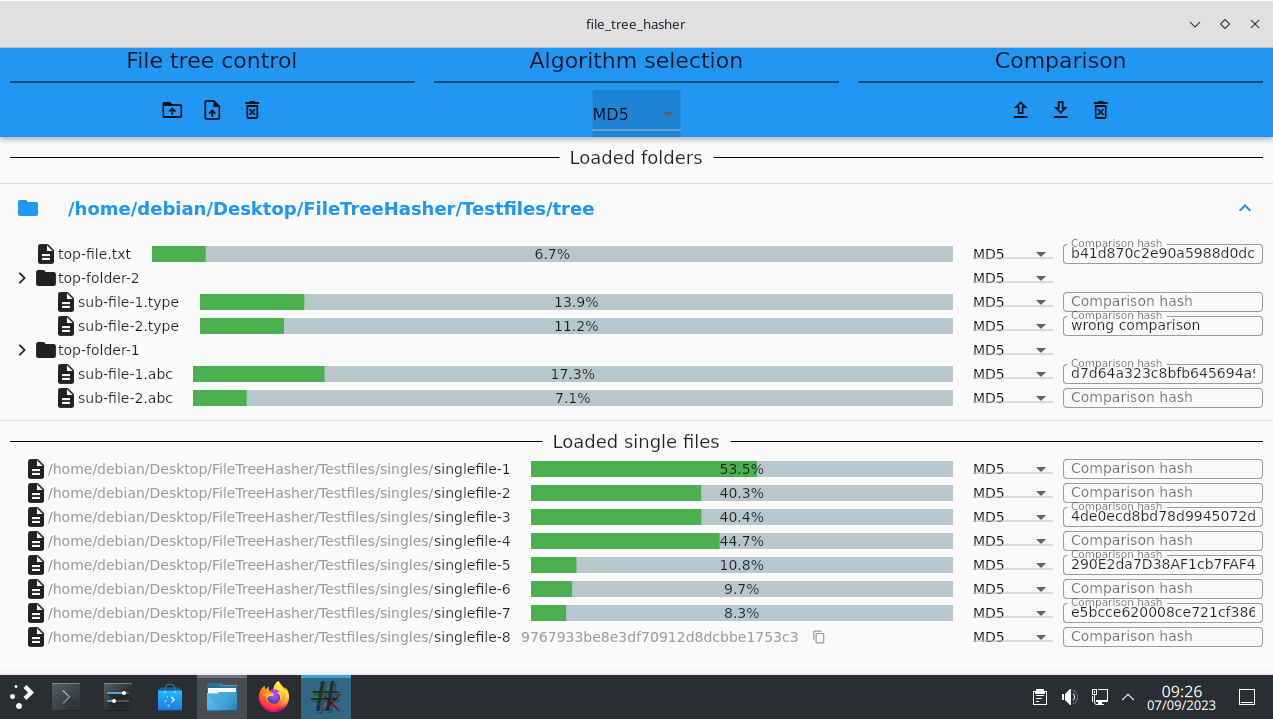 file_tree_hasher
File tree control
Algorithm selection
Comparison
MD5
Loaded folders
/home/debian/Desktop/FileTreeHasher/Testfiles/tree
top-file.txt 6.7% MD5 Comparison hash b41d870c2e90a5988d0dc
top-folder-2 MD5
sub-file-1.type 13.9% MD5 Comparison hash
sub-file-2.type 11.2% MD5 Comparison hash wrong comparison
top-folder-1 MD5
sub-file-1.abc 17.3% MD5 Comparison hash d7d64a323c8bfb645694a
sub-file-2.abc 7.1% MD5 Comparison hash
Loaded single files
/home/debian/Desktop/FileTreeHasher/Testfiles/singles/singlefile-1 53.5% MD5 Comparison hash
/home/debian/Desktop/FileTreeHasher/Testfiles/singles/singlefile-2 40.3% MD5 Comparison hash
/home/debian/Desktop/FileTreeHasher/Testfiles/singles/singlefile-3 40.4% MD5 Comparison hash 4de0ecd8bd78d9945072d
/home/debian/Desktop/FileTreeHasher/Testfiles/singles/singlefile-4 44.7% MD5 Comparison hash
/home/debian/Desktop/FileTreeHasher/Testfiles/singles/singlefile-5 10.8% MD5 Comparison hash 290E2da7D38AF1cb7FAF4
/home/debian/Desktop/FileTreeHasher/Testfiles/singles/singlefile-6 9.7% MD5 Comparison hash
/home/debian/Desktop/FileTreeHasher/Testfiles/singles/singlefile-7 8.3% MD5 Comparison hash e5bcce620008ce721cf386
/home/debian/Desktop/FileTreeHasher/Testfiles/singles/singlefile-8 9767933be8e3df70912d8dcbbe1753c3 MD5 Comparison hash
09:26
07/09/2023